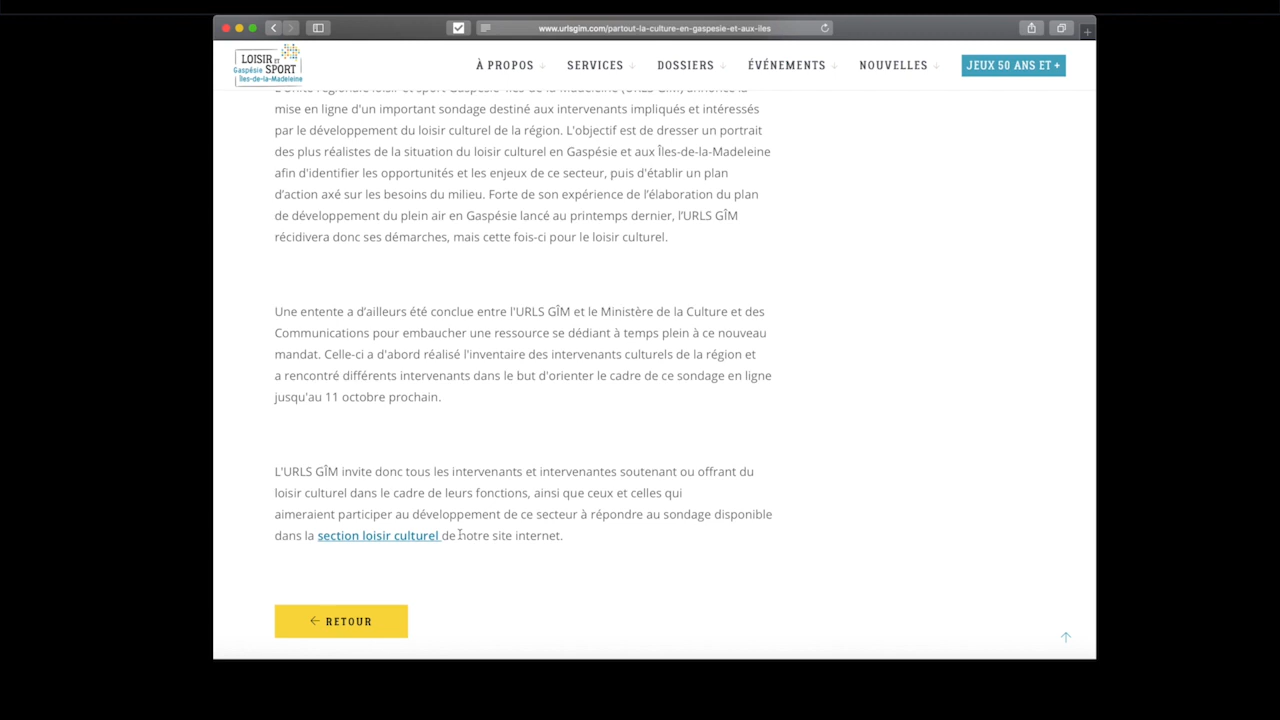 www.urlsgim.com/partout-la-culture-en-gaspesie-et-aux-iles
LOISIR ET
SPORT
Gaspésie
Îles-de-la-Madeleine
À PROPOS
SERVICES
DOSSIERS
ÉVÉNEMENTS
NOUVELLES
JEUX 50 ANS ET +
mise en ligne d'un important sondage destiné aux intervenants impliqués et intéressés
par le développement du loisir culturel de la région. L'objectif est de dresser un portrait
des plus réalistes de la situation du loisir culturel en Gaspésie et aux Îles-de-la-Madeleine
afin d'identifier les opportunités et les enjeux de ce secteur, puis d'établir un plan
d'action axé sur les besoins du milieu. Forte de son expérience de l'élaboration du plan
de développement du plein air en Gaspésie lancé au printemps dernier, l'URLS GÎM
récidivera donc ses démarches, mais cette fois-ci pour le loisir culturel.
Une entente a d'ailleurs été conclue entre l'URLS GÎM et le Ministère de la Culture et des
Communications pour embaucher une ressource se dédiant à temps plein à ce nouveau
mandat. Celle-ci a d'abord réalisé l'inventaire des intervenants culturels de la région et
a rencontré différents intervenants dans le but d'orienter le cadre de ce sondage en ligne
jusqu'au 11 octobre prochain.
L'URLS GÎM invite donc tous les intervenants et intervenantes soutenant ou offrant du
loisir culturel dans le cadre de leurs fonctions, ainsi que ceux et celles qui
aimeraient participer au développement de ce secteur à répondre au sondage disponible
dans la section loisir culturel de notre site internet.
← RETOUR